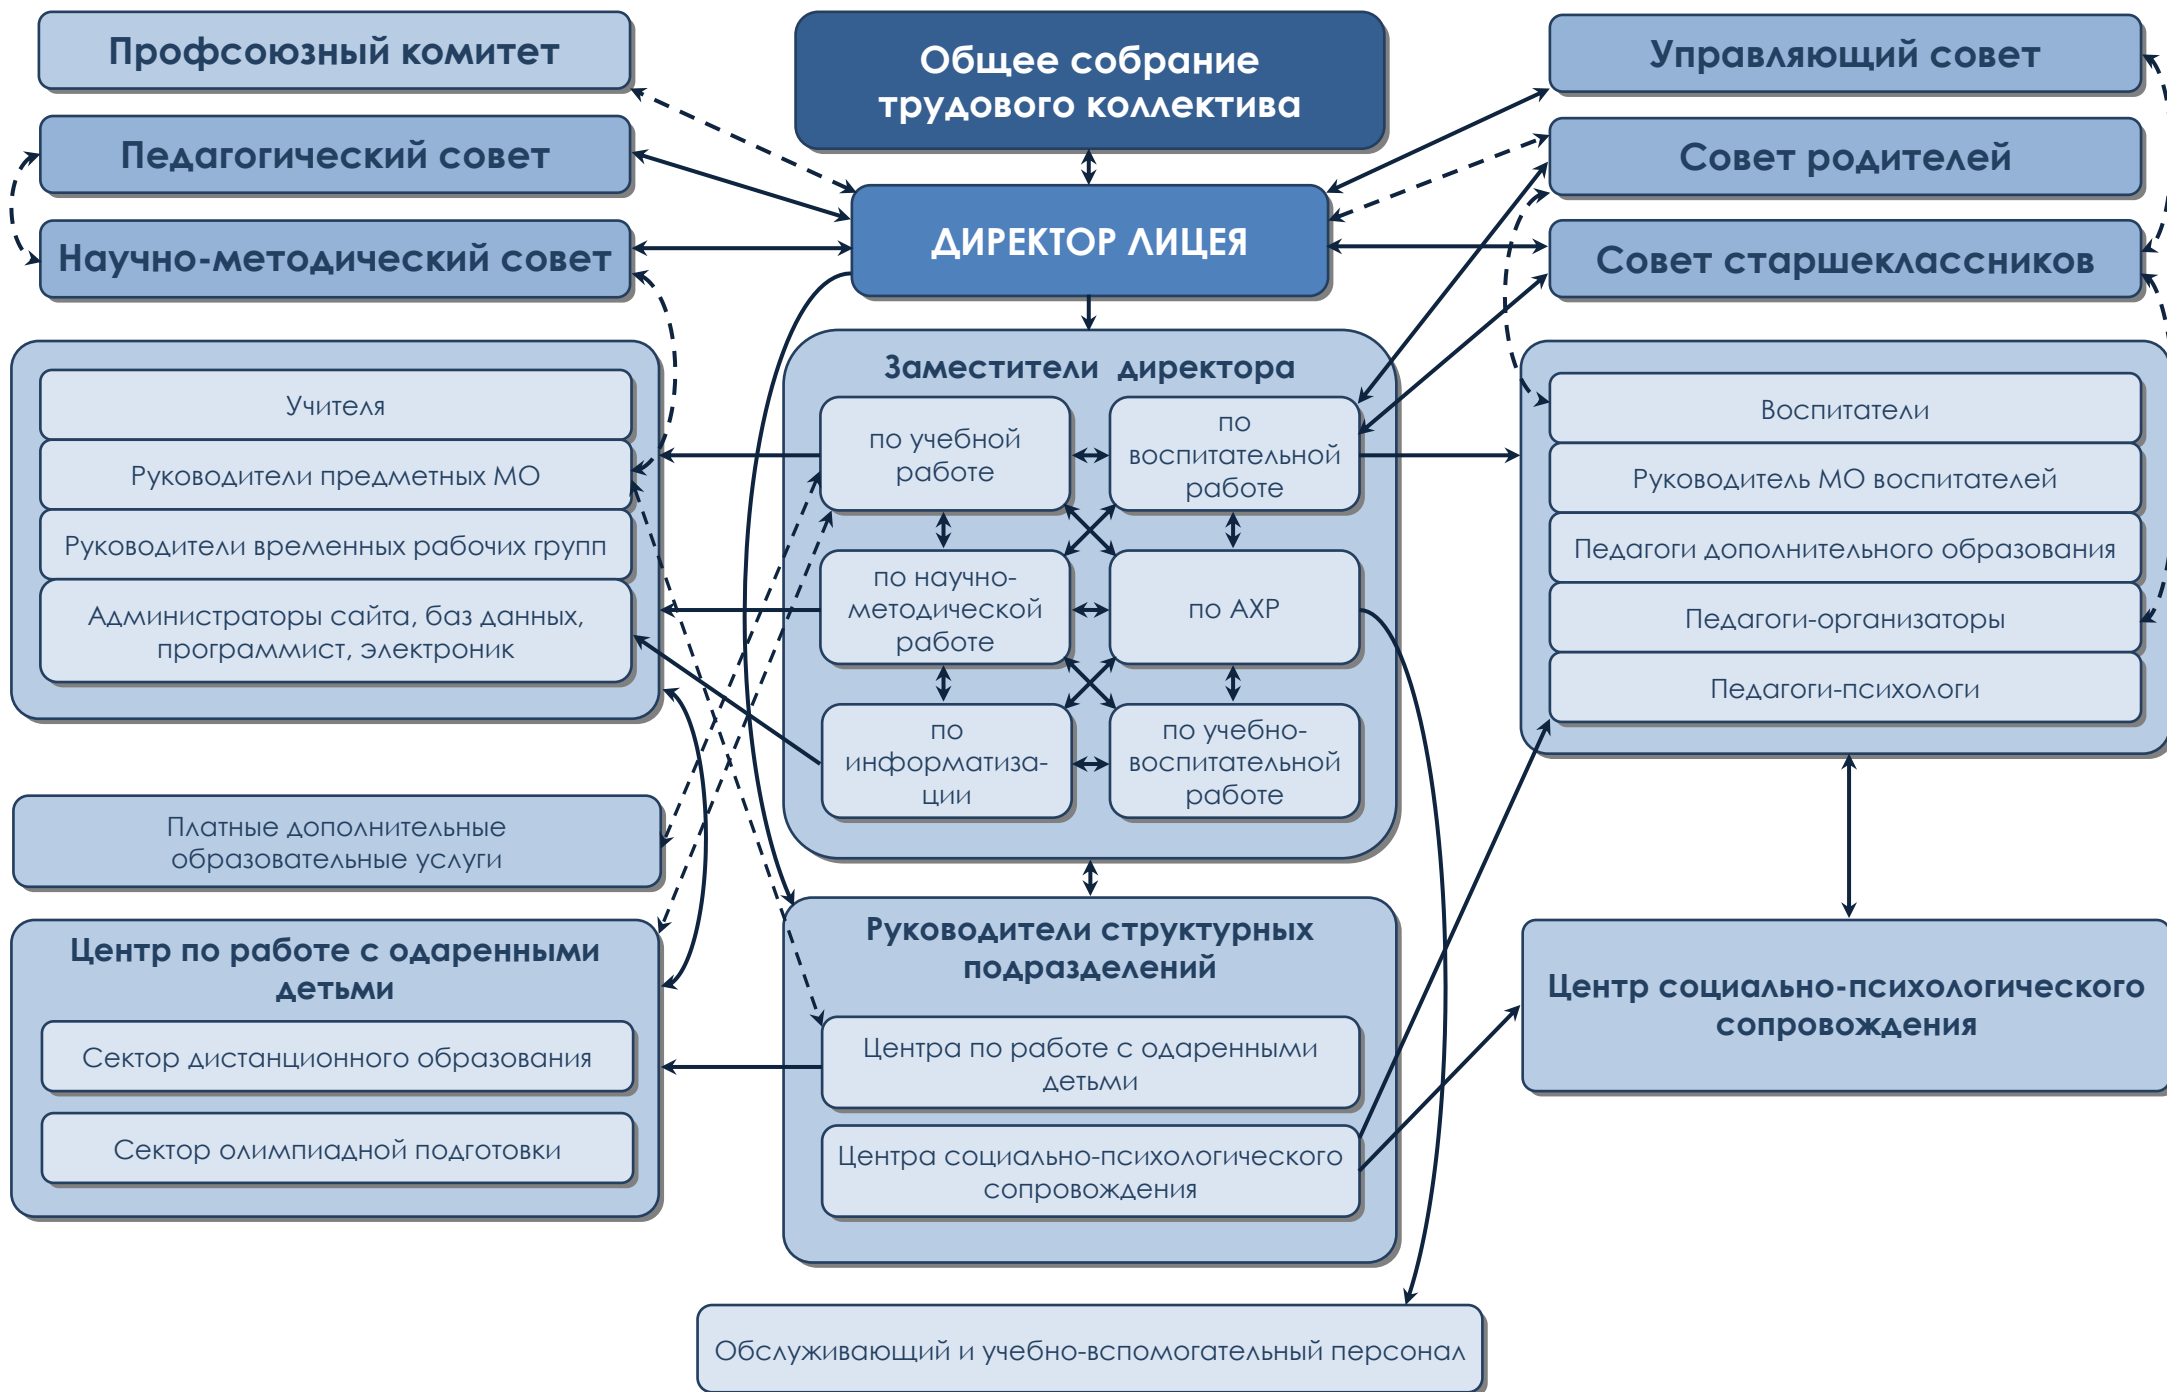 Профсоюзный комитет
Общее собрание
трудового коллектива
Управляющий совет
Педагогический совет
Совет родителей
Научно-методический совет
ДИРЕКТОР ЛИЦЕЯ
Совет старшеклассников
Учителя
Руководители предметных МО
Руководители временных рабочих групп
Администраторы сайта, баз данных,
программист, электроник
Заместители директора
по учебной
работе
по
воспитательной
работе
по научно-
методической
работе
по АХР
по
информатиза-
ции
по учебно-
воспитательной
работе
Воспитатели
Руководитель МО воспитателей
Педагоги дополнительного образования
Педагоги-организаторы
Педагоги-психологи
Платные дополнительные
образовательные услуги
Центр по работе с одаренными
детьми
Сектор дистанционного образования
Сектор олимпиадной подготовки
Руководители структурных
подразделений
Центра по работе с одаренными
детьми
Центра социально-психологического
сопровождения
Центр социально-психологического
сопровождения
Обслуживающий и учебно-вспомогательный персонал